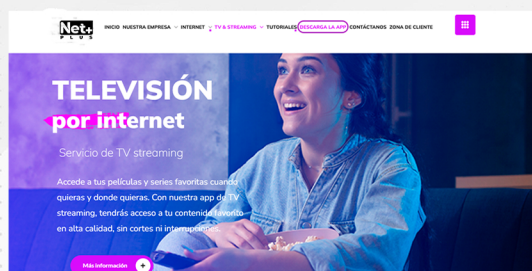 Net+
PLUS
INICIO NUESTRA EMPRESA INTERNET TV & STREAMING TUTORIALES DESCARGA LA APP CONTÁCTANOS ZONA DE CLIENTE
TELEVISIÓN
por internet
Servicio de TV streaming
Accede a tus películas y series favoritas cuando
quieras y donde quieras. Con nuestra app de TV
streaming, tendrás acceso a tu contenido favorito
en alta calidad, sin cortes ni interrupciones.
Más Información